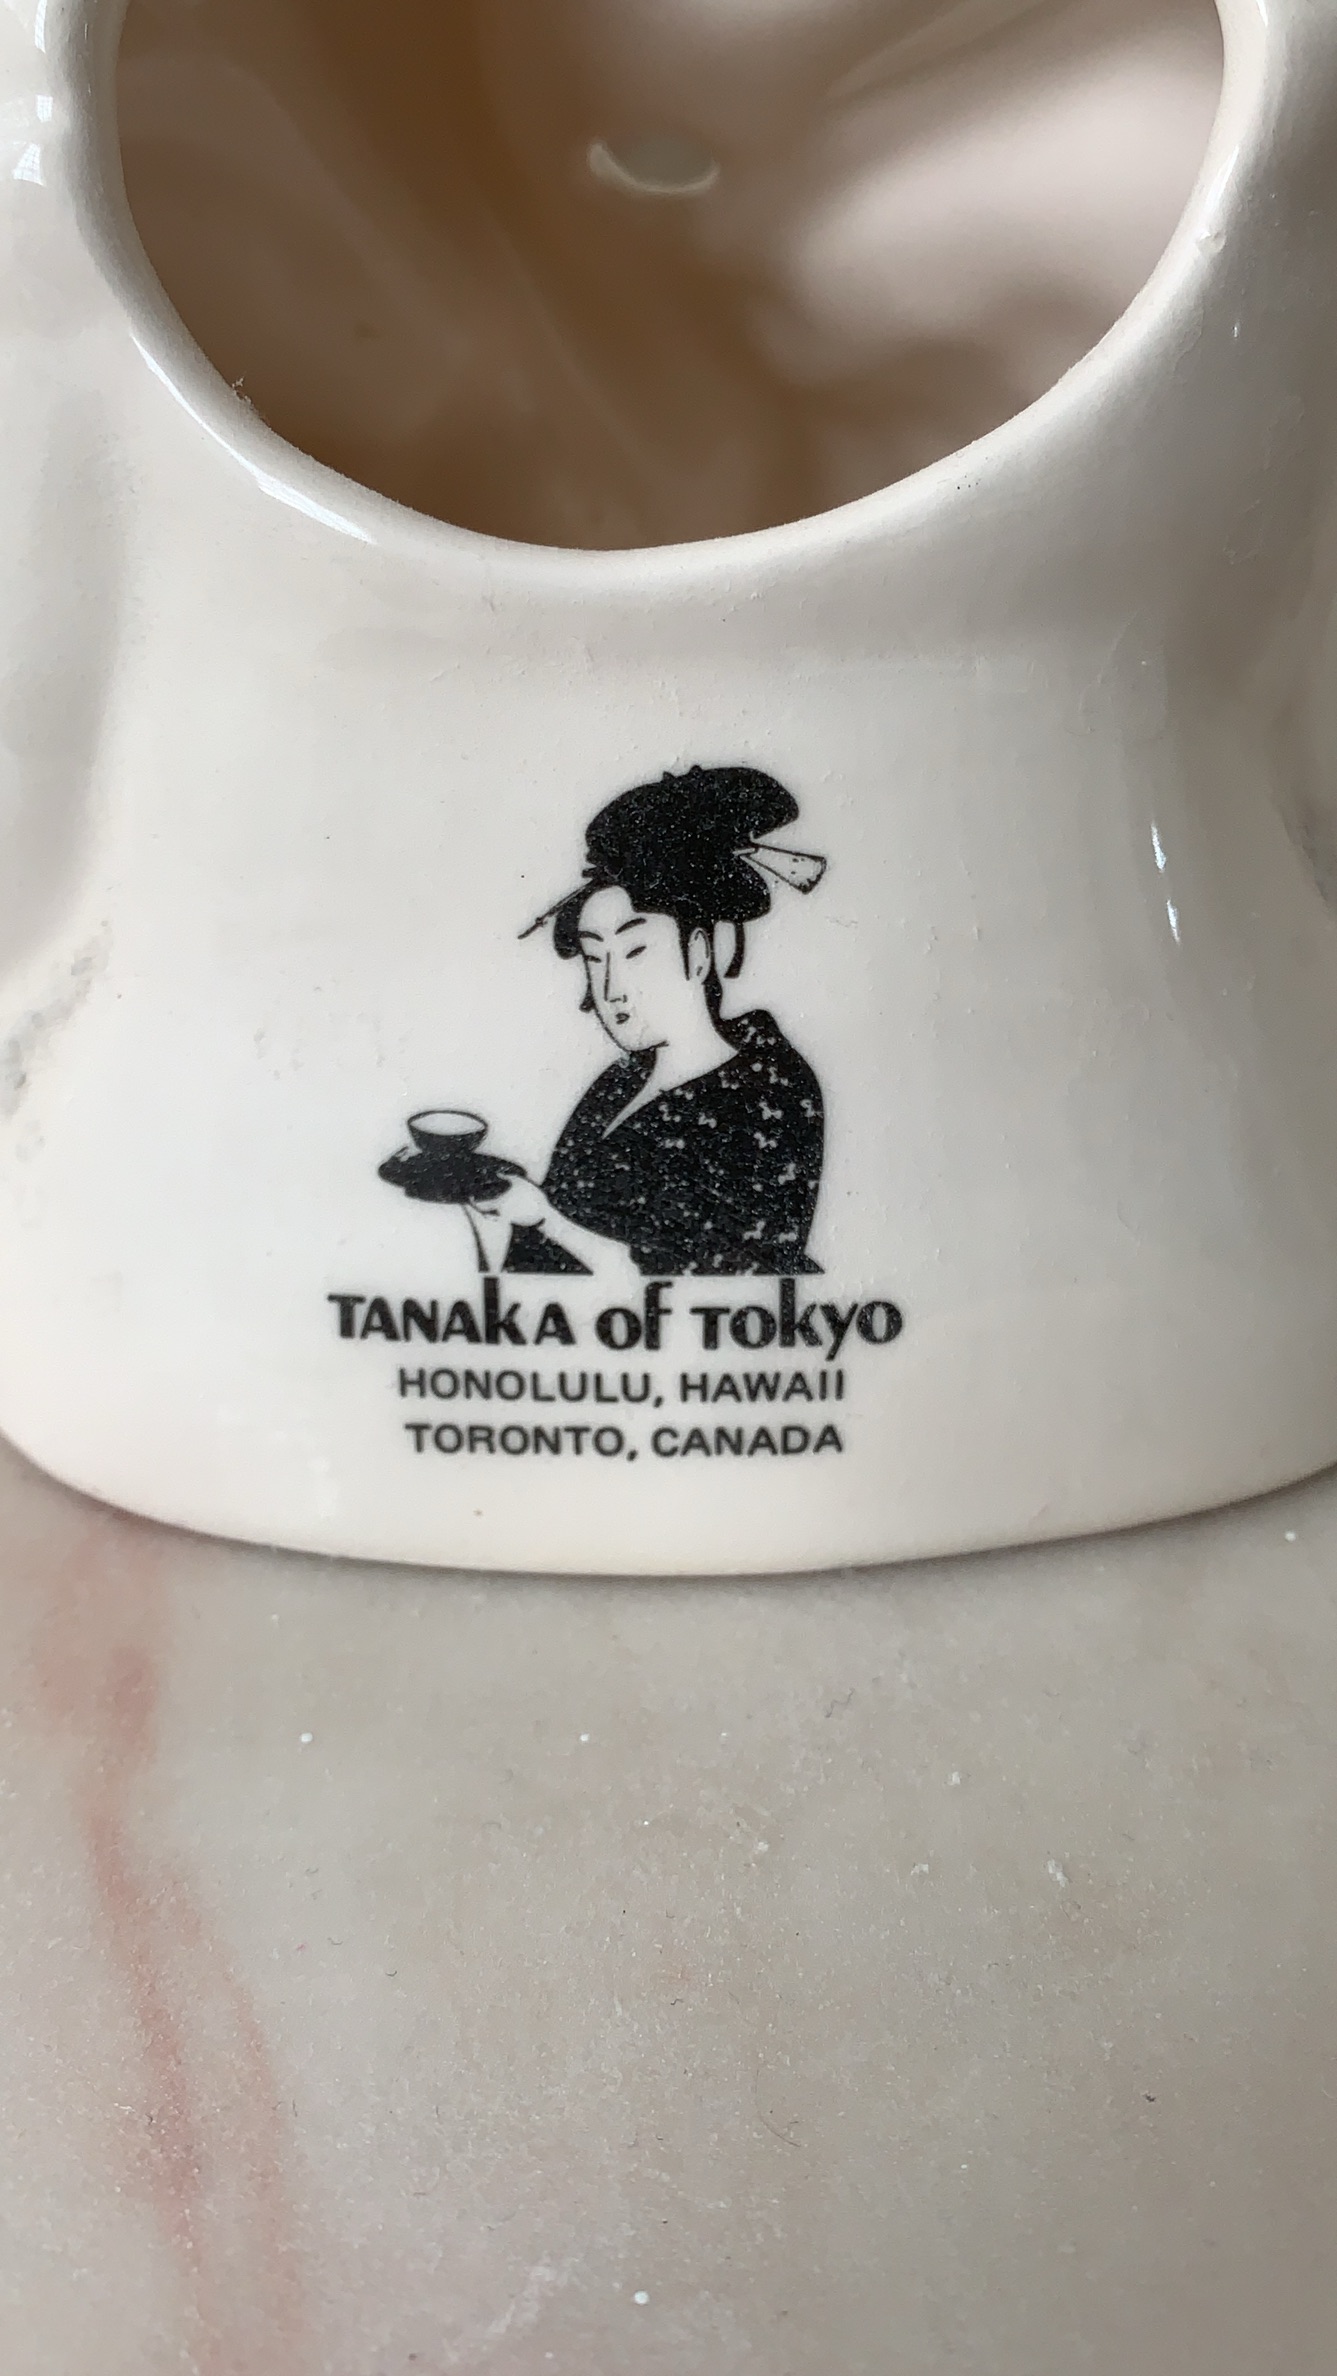 TANAKA of TOKYO
HONOLULU, HAWAII
TORONTO, CANADA